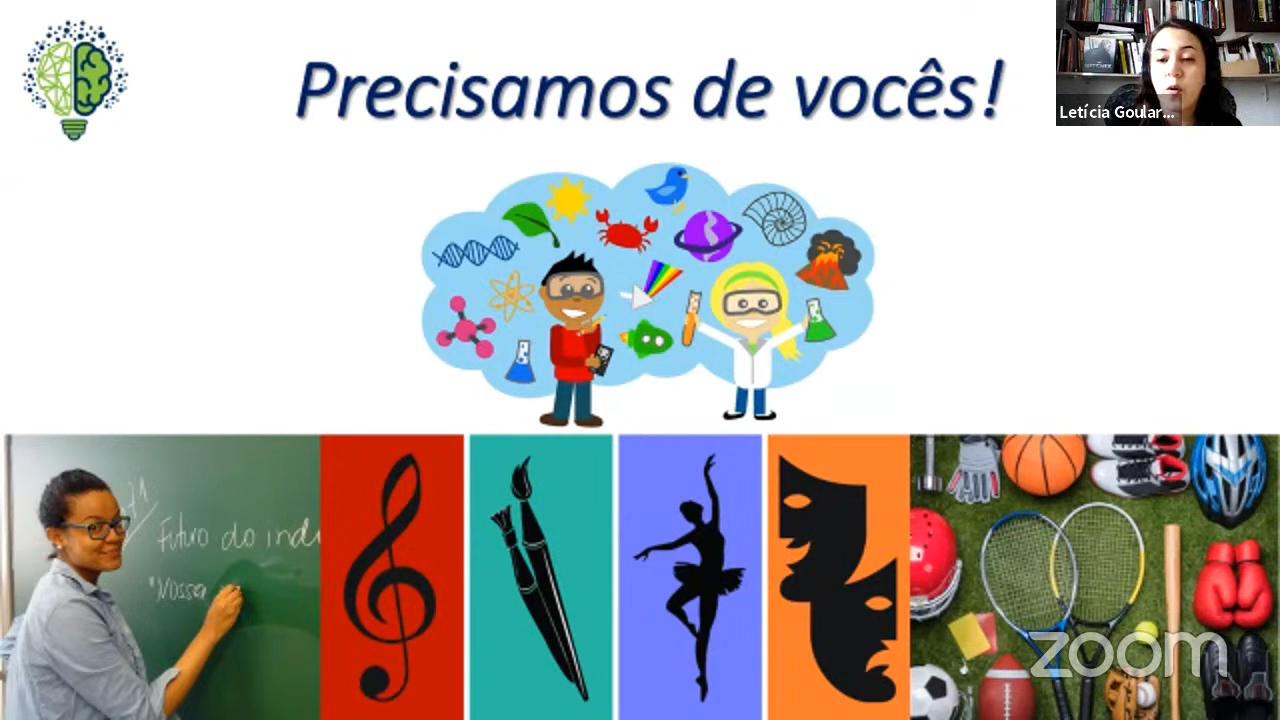 Precisamos de vocês!
Letícia Goular...
Futuro do indi
"Nossa
zoom